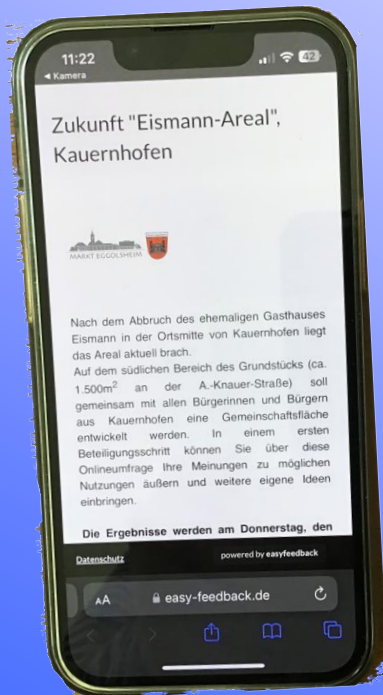 11:22
42
◀ Kamera
Zukunft "Eismann-Areal",
Kauernhofen
MARKT EGGOLSHEIM
Nach dem Abbruch des ehemaligen Gasthauses
Eismann in der Ortsmitte von Kauernhofen liegt
das Areal aktuell brach.
Auf dem südlichen Bereich des Grundstücks (ca.
1.500m² an der A.-Knauer-Straße) soll
gemeinsam mit allen Bürgerinnen und Bürgern
aus Kauernhofen eine Gemeinschaftsfläche
entwickelt werden. In einem ersten
Beteiligungsschritt können Sie über diese
Onlineumfrage Ihre Meinungen zu möglichen
Nutzungen äußern und weitere eigene Ideen
einbringen.
Die Ergebnisse werden am Donnerstag, den
Datenschutz
powered by easyfeedback
AA easy-feedback.de